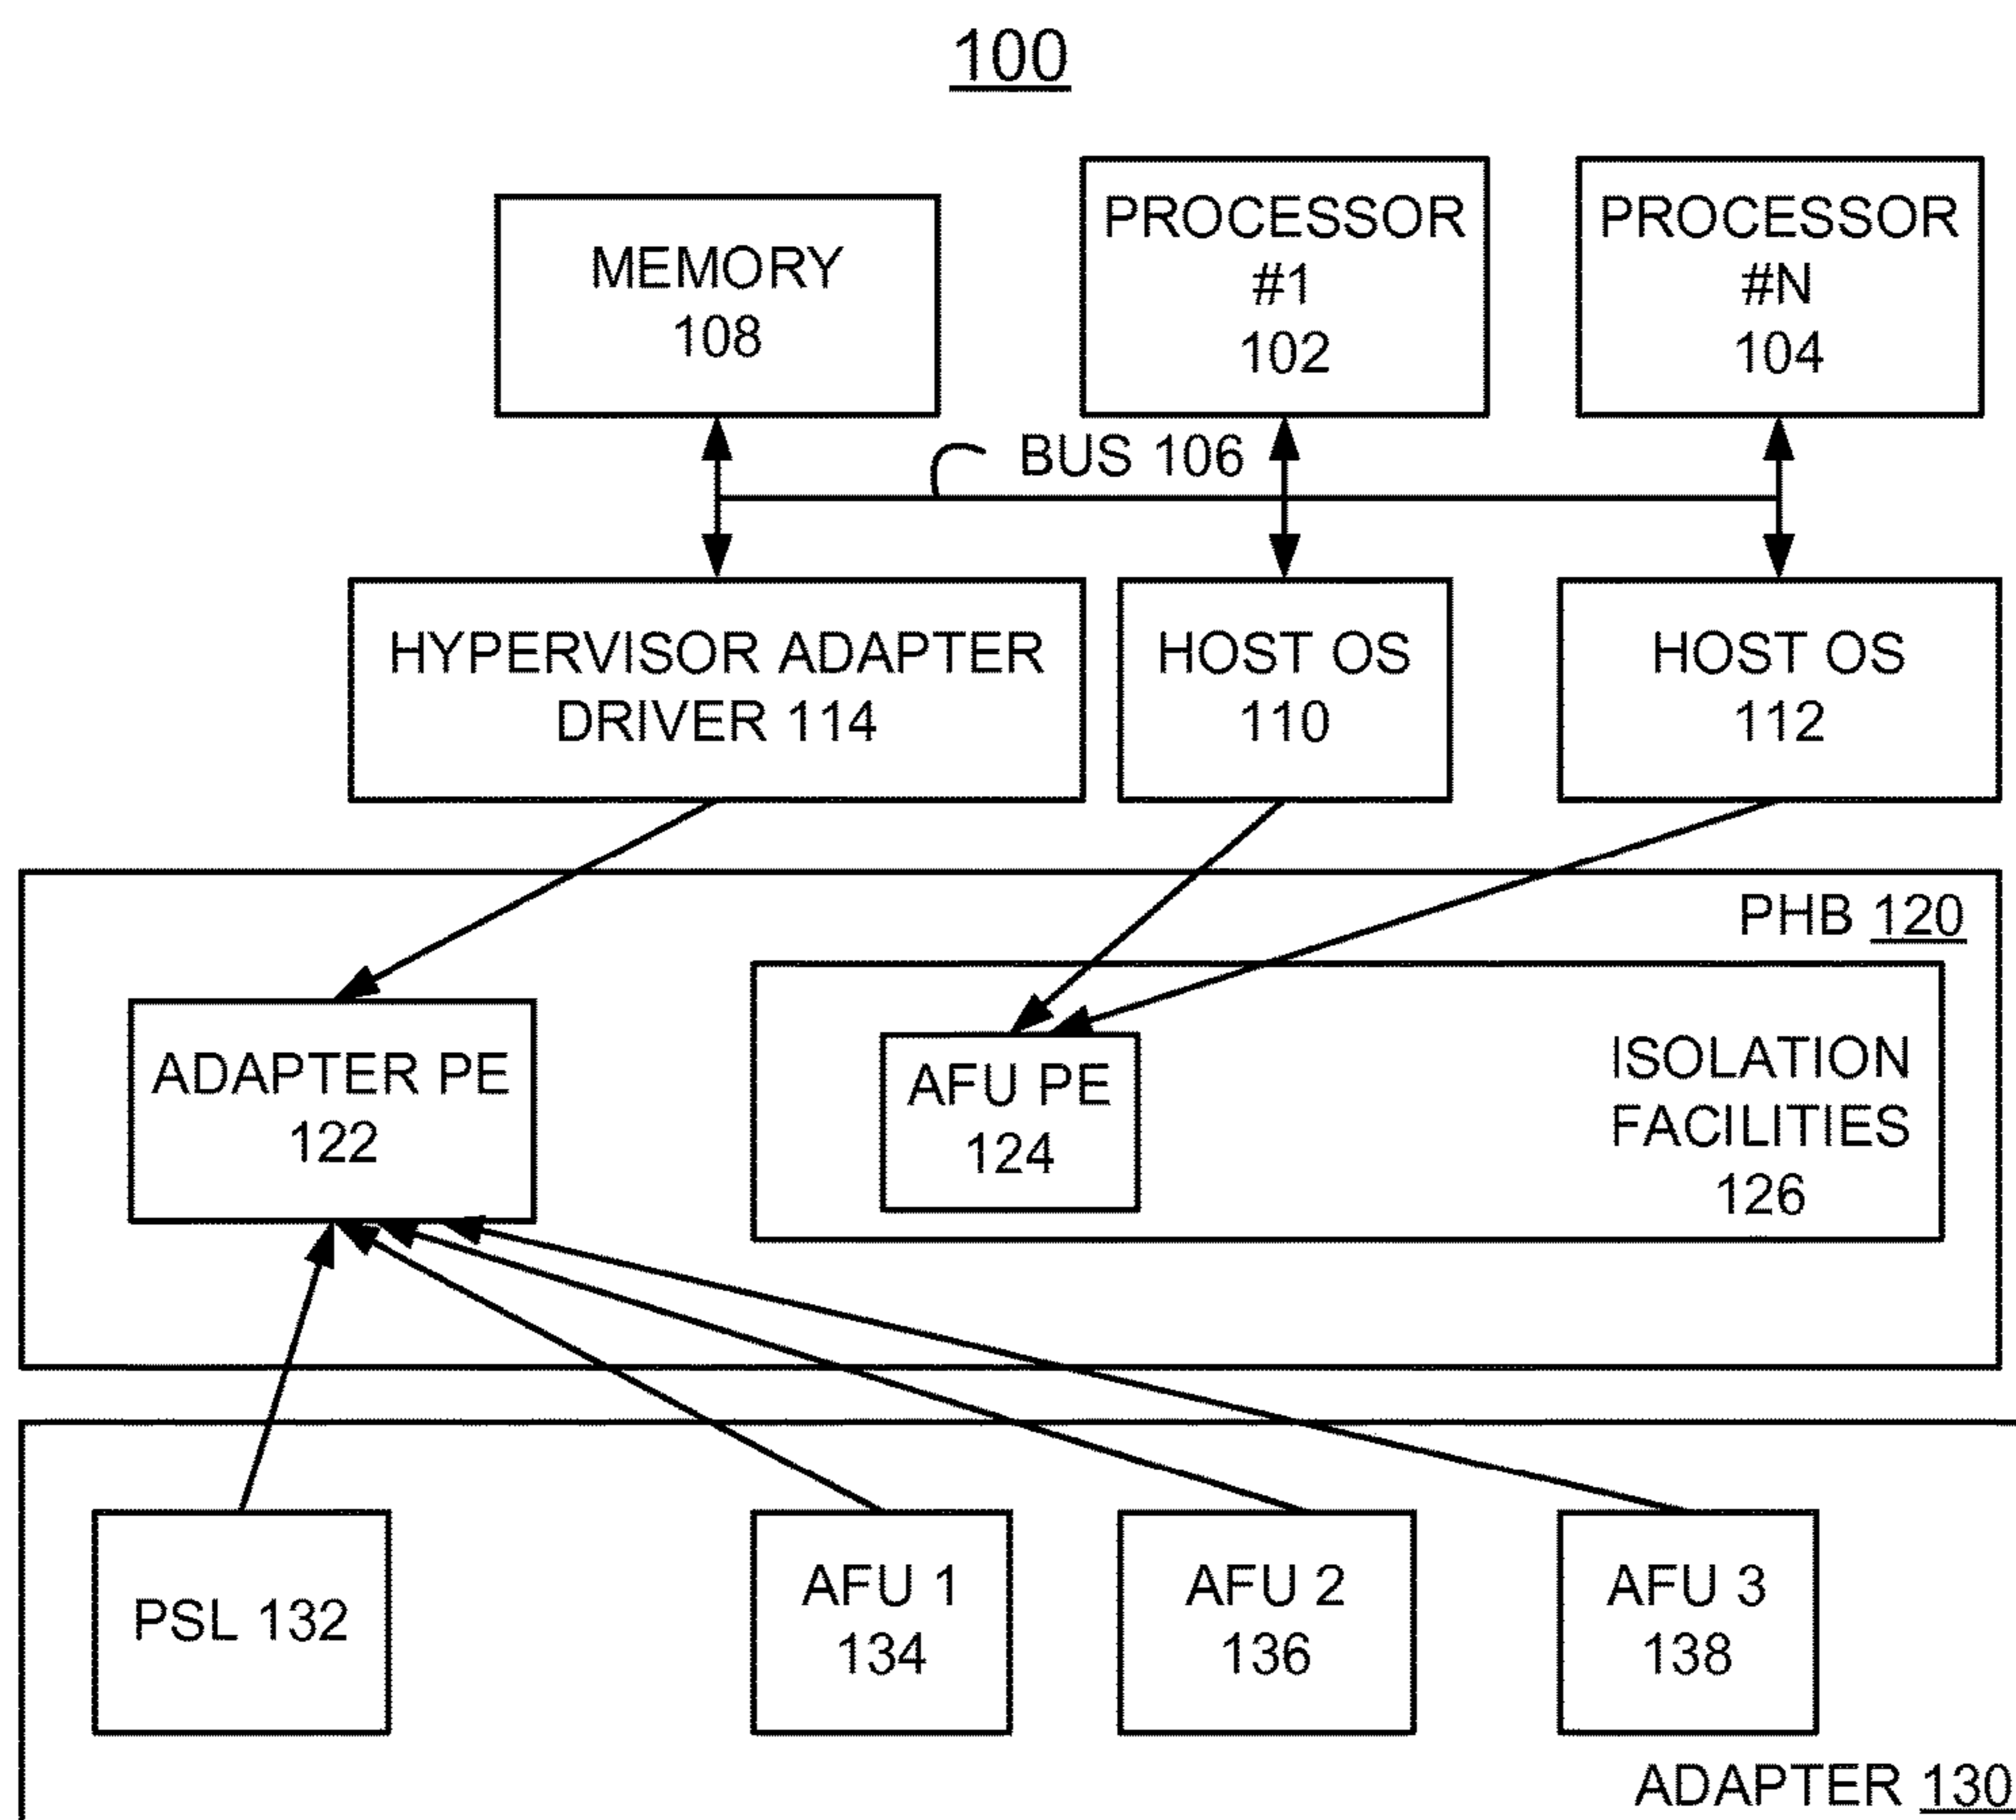 100
MEMORY
108
PROCESSOR
#1
102
PROCESSOR
#N
104
BUS 106
HYPERVISOR ADAPTER
DRIVER 114
HOST OS
110
HOST OS
112
PHB 120
ADAPTER PE
122
AFU PE
124
ISOLATION
FACILITIES
126
PSL 132
AFU 1
134
AFU 2
136
AFU 3
138
ADAPTER 130